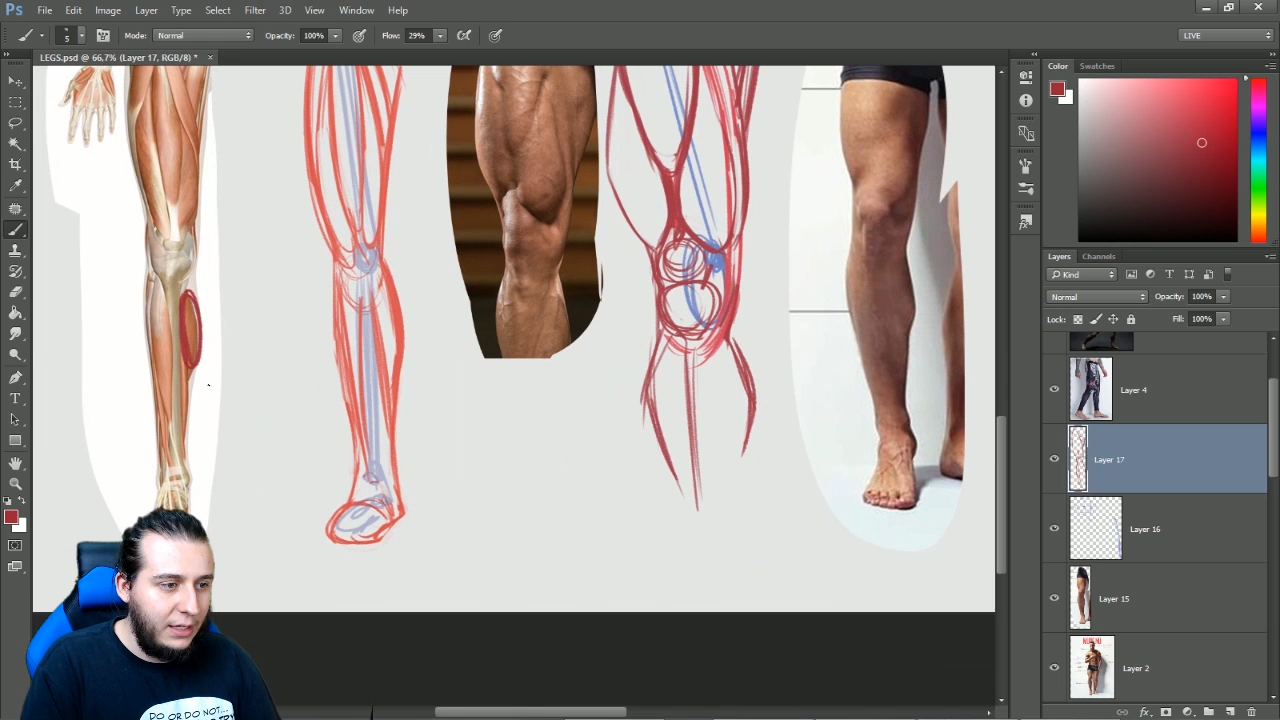 Ps File Edit Image Layer Type Select Filter 3D View Window Help
5 Mode: Normal Opacity: 100% Flow: 29% LIVE
LEGS.psd @ 66,7% (Layer 17, RGB/8) * ×
Color Swatches
Layers Channels
Kind
Normal Opacity: 100%
Lock: Fill: 100%
Layer 4
Layer 17
Layer 16
Layer 15
Layer 2
DO OR DO NOT...